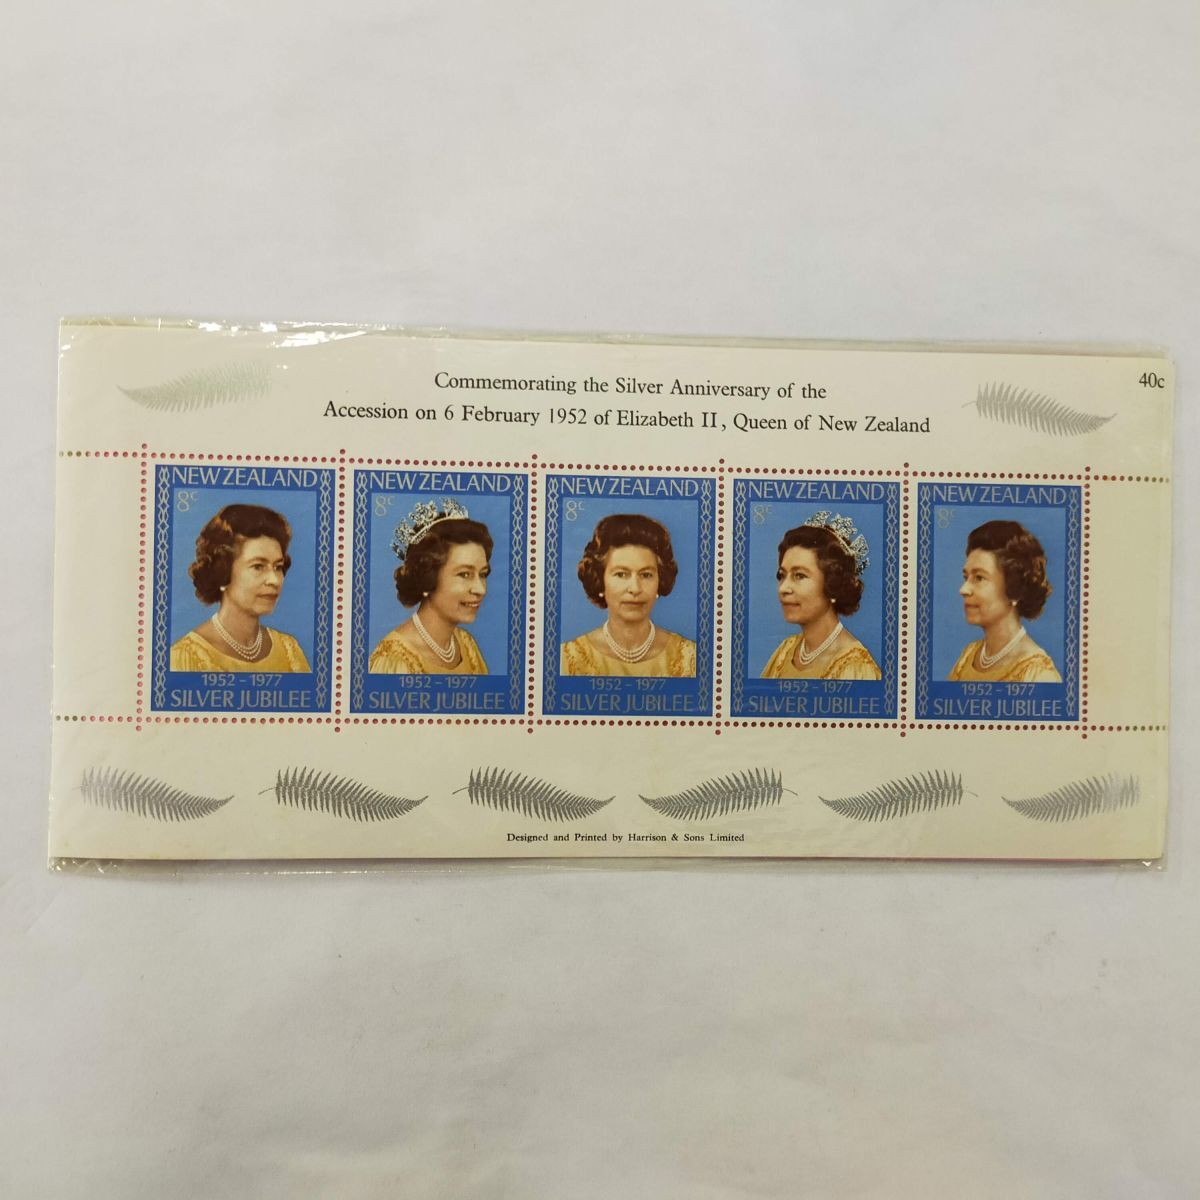 Commemorating the Silver Anniversary of the
40c
Accession on 6 February 1952 of Elizabeth II, Queen of New Zealand
NEW ZEALAND
8c
1952 - 1977
SILVER JUBILEE
NEW ZEALAND
8c
1952 - 1977
SILVER JUBILEE
NEW ZEALAND
8c
1952 - 1977
SILVER JUBILEE
NEW ZEALAND
8c
1952 - 1977
SILVER JUBILEE
NEW ZEALAND
8c
1952 - 1977
SILVER JUBILEE
Designed and Printed by Harrison & Sons Limited